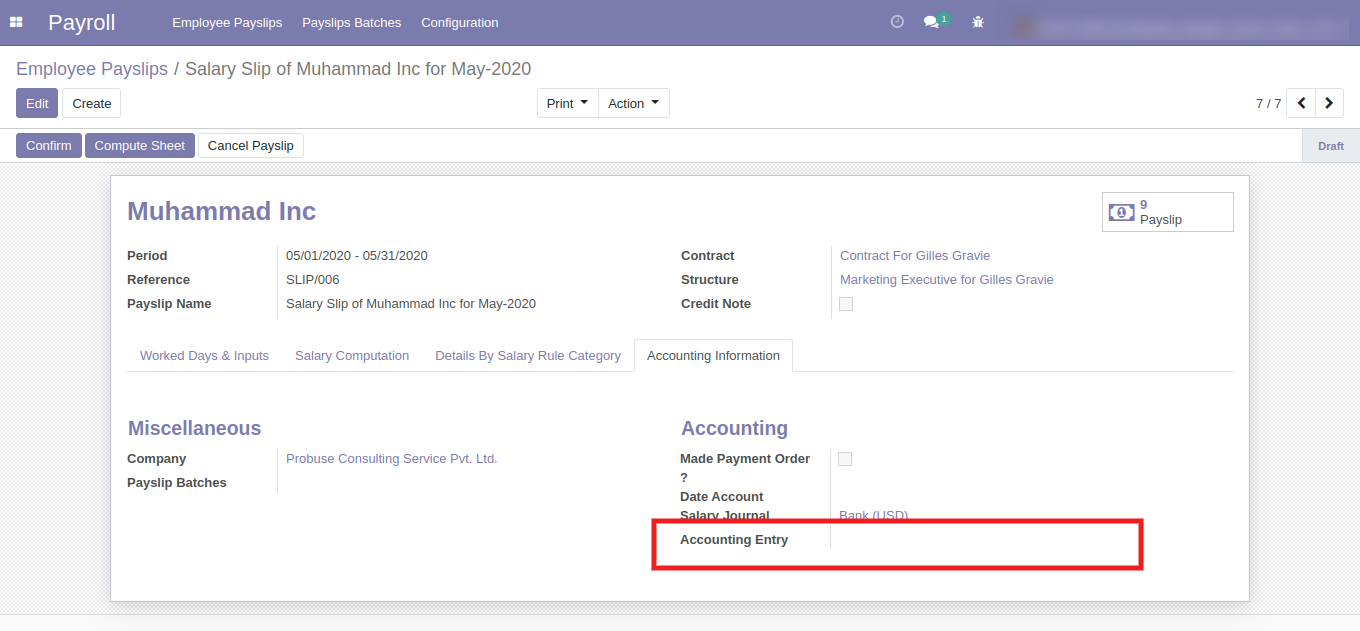 Payroll Employee Payslips Payslips Batches Configuration 1
Employee Payslips / Salary Slip of Muhammad Inc for May-2020
Edit Create Print Action 7 / 7
Confirm Compute Sheet Cancel Payslip Draft
Muhammad Inc
9
Payslip
Period 05/01/2020 - 05/31/2020
Reference SLIP/006
Payslip Name Salary Slip of Muhammad Inc for May-2020
Contract Contract For Gilles Gravie
Structure Marketing Executive for Gilles Gravie
Credit Note
Worked Days & Inputs Salary Computation Details By Salary Rule Category Accounting Information
Miscellaneous
Company Probuse Consulting Service Pvt. Ltd.
Payslip Batches
Accounting
Made Payment Order
?
Date Account
Salary Journal Bank (USD)
Accounting Entry